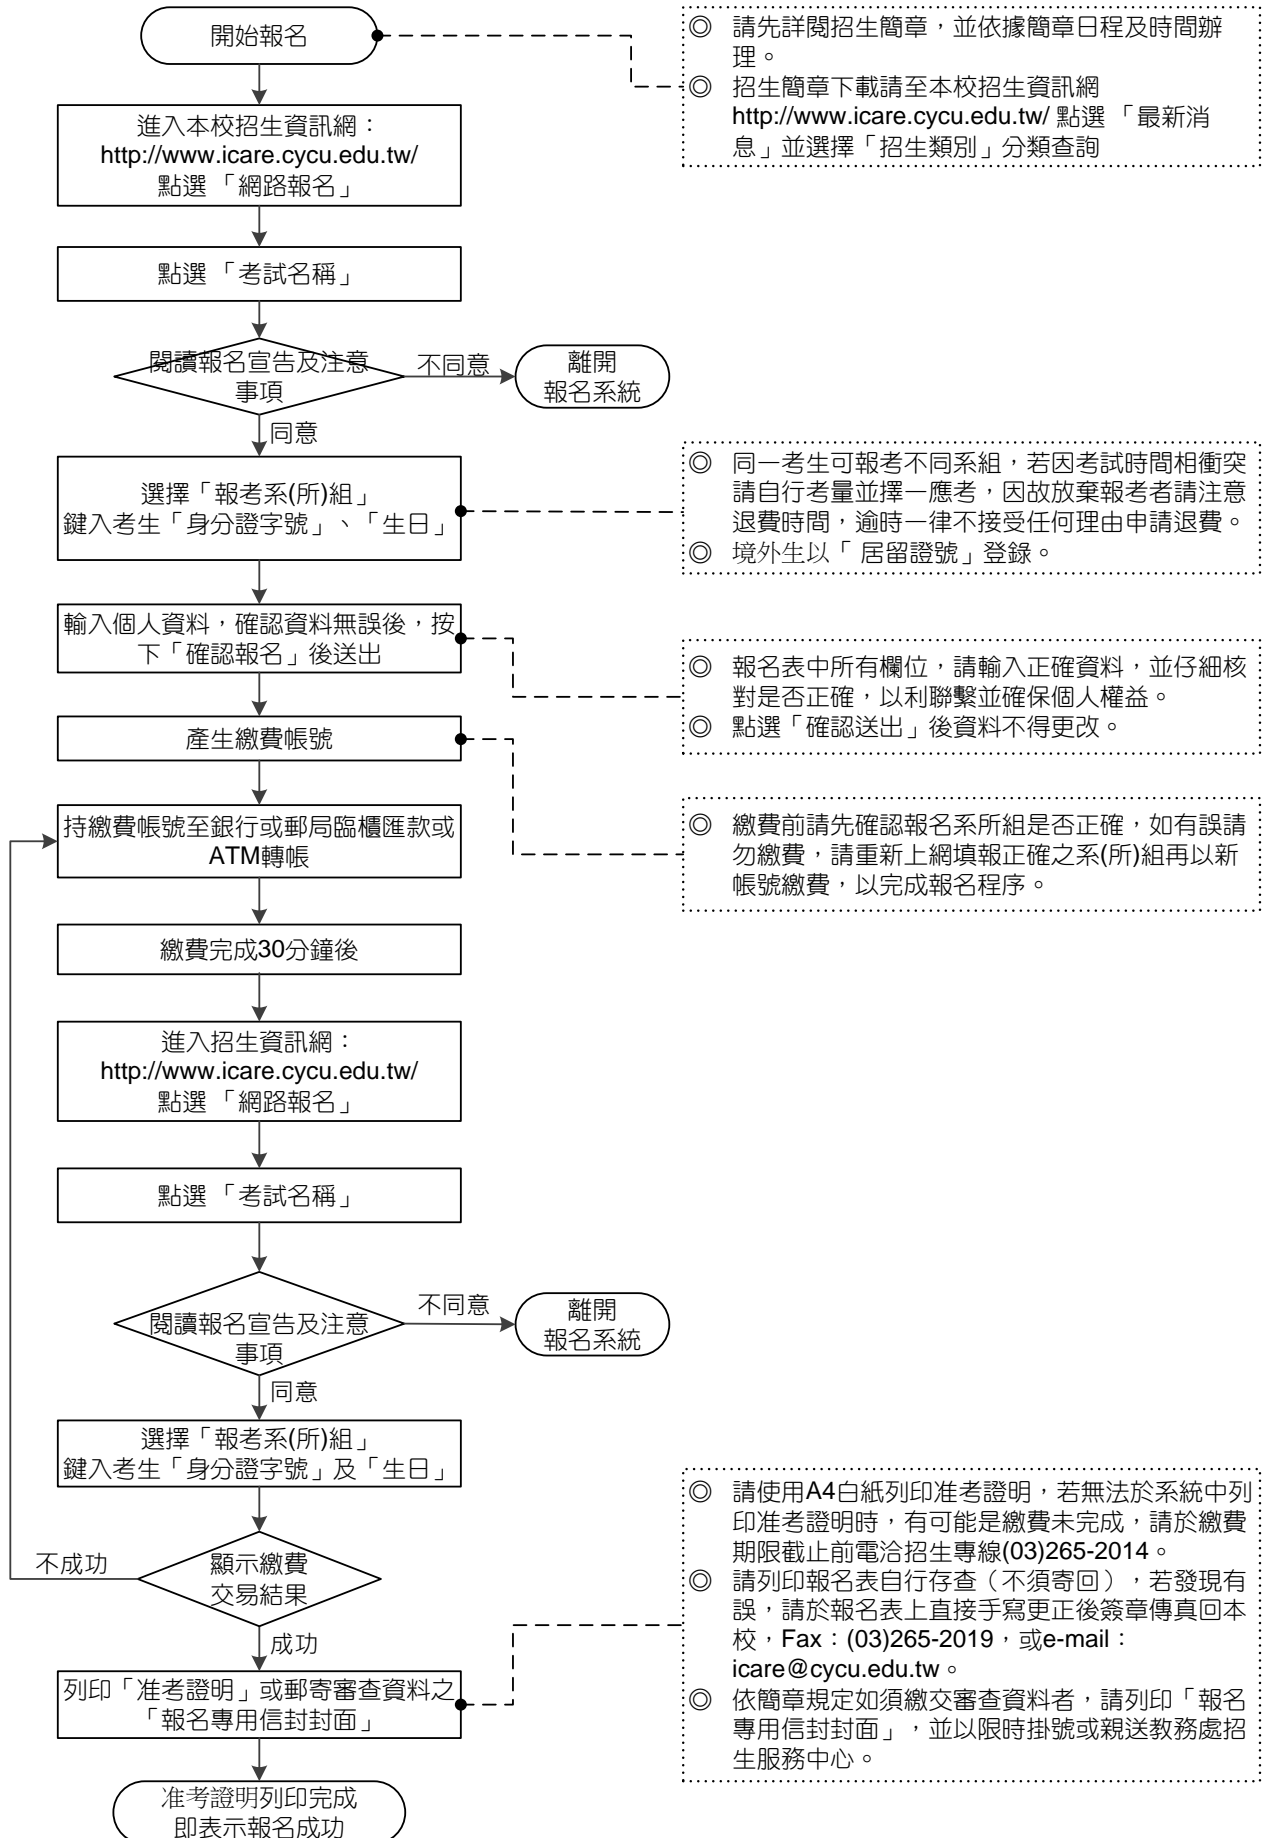 開始報名
◎ 請先詳閱招生簡章，並依據簡章日程及時間辦
理。
◎ 招生簡章下載請至本校招生資訊網
http://www.icare.cycu.edu.tw/ 點選 「最新消
息」並選擇「招生類別」分類查詢
進入本校招生資訊網：
http://www.icare.cycu.edu.tw/
點選 「網路報名」
點選 「考試名稱」
閱讀報名宣告及注意
事項
不同意
離開
報名系統
同意
選擇「報考系(所)組」
鍵入考生「身分證字號」、「生日」
◎ 同一考生可報考不同系組，若因考試時間相衝突
請自行考量並擇一應考，因故放棄報考者請注意
退費時間，逾時一律不接受任何理由申請退費。
◎ 境外生以「 居留證號」登錄。
輸入個人資料，確認資料無誤後，按
下「確認報名」後送出
◎ 報名表中所有欄位，請輸入正確資料，並仔細核
對是否正確，以利聯繫並確保個人權益。
◎ 點選「確認送出」後資料不得更改。
產生繳費帳號
持繳費帳號至銀行或郵局臨櫃匯款或
ATM轉帳
◎ 繳費前請先確認報名系所組是否正確，如有誤請
勿繳費，請重新上網填報正確之系(所)組再以新
帳號繳費，以完成報名程序。
繳費完成30分鐘後
進入招生資訊網：
http://www.icare.cycu.edu.tw/
點選 「網路報名」
點選 「考試名稱」
閱讀報名宣告及注意
事項
不同意
離開
報名系統
同意
選擇「報考系(所)組」
鍵入考生「身分證字號」及「生日」
顯示繳費
交易結果
不成功
成功
◎ 請使用A4白紙列印准考證明，若無法於系統中列
印准考證明時，有可能是繳費未完成，請於繳費
期限截止前電洽招生專線(03)265-2014。
◎ 請列印報名表自行存查（不須寄回），若發現有
誤，請於報名表上直接手寫更正後簽章傳真回本
校，Fax：(03)265-2019，或e-mail：
icare@cycu.edu.tw。
◎ 依簡章規定如須繳交審查資料者，請列印「報名
專用信封封面」，並以限時掛號或親送教務處招
生服務中心。
列印「准考證明」或郵寄審查資料之
「報名專用信封封面」
准考證明列印完成
即表示報名成功